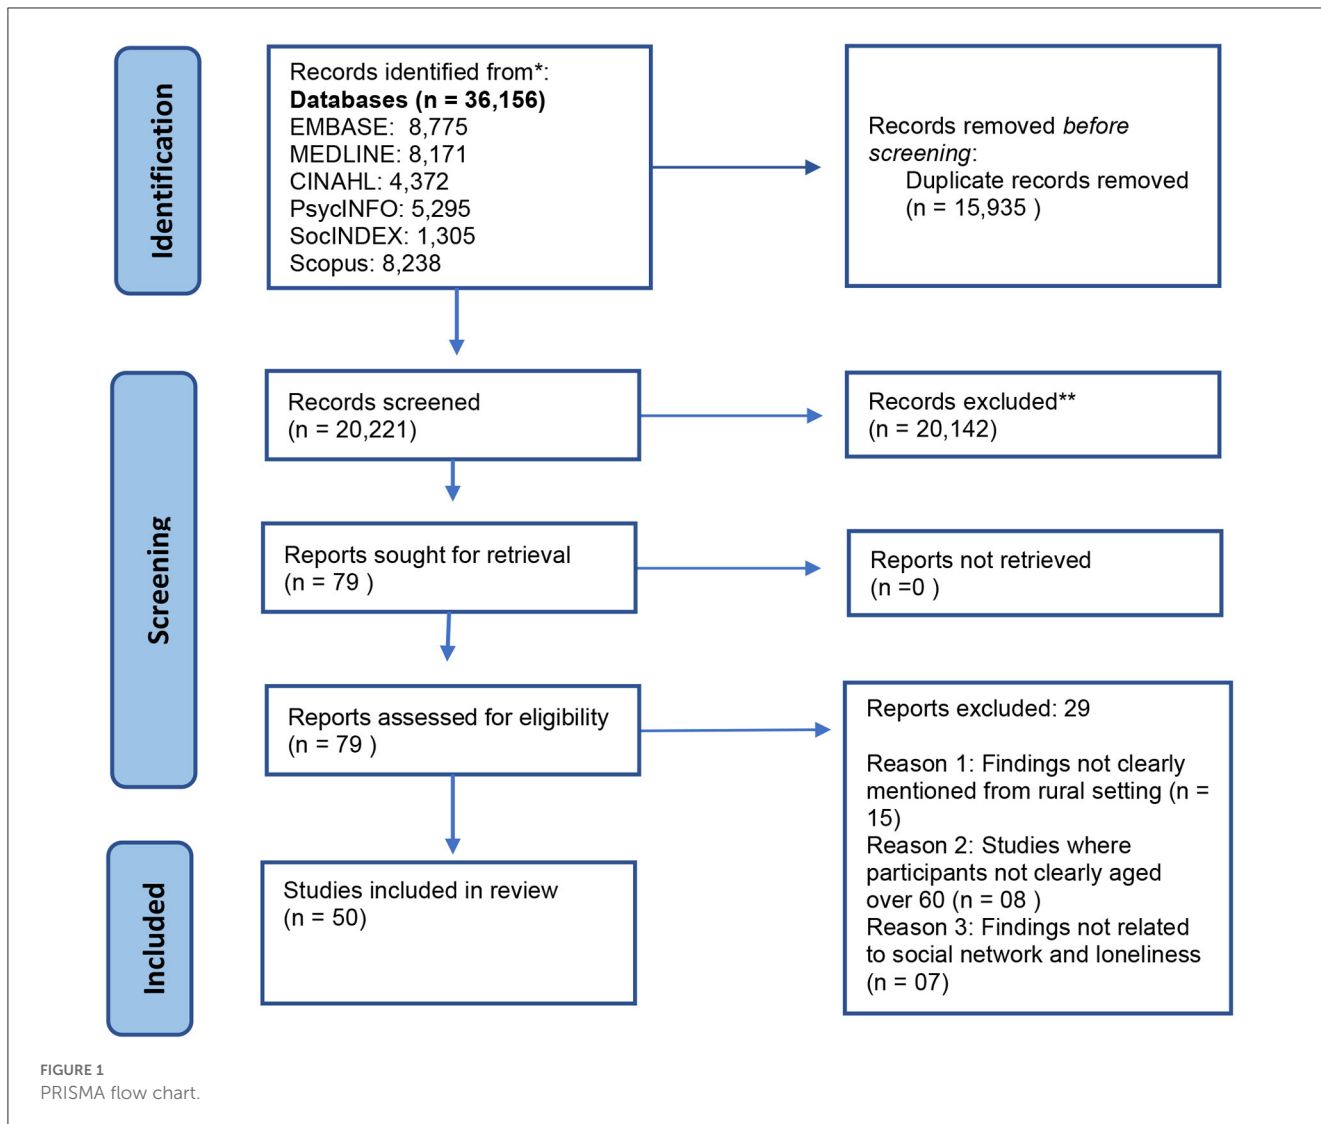 Identification
Records identified from*:
Databases (n = 36,156)
EMBASE:  8,775
MEDLINE: 8,171
CINAHL: 4,372
PsycINFO: 5,295
SocINDEX: 1,305
Scopus: 8,238
Records removed before
screening:
Duplicate records removed
(n = 15,935 )
Screening
Records screened
(n = 20,221)
Records excluded**
(n = 20,142)
Reports sought for retrieval
(n = 79 )
Reports not retrieved
(n =0 )
Reports assessed for eligibility
(n = 79 )
Reports excluded: 29
Reason 1: Findings not clearly
mentioned from rural setting (n =
15)
Reason 2: Studies where
participants not clearly aged
over 60 (n = 08 )
Reason 3: Findings not related
to social network and loneliness
(n = 07)
Included
Studies included in review
(n = 50)
FIGURE 1
PRISMA flow chart.